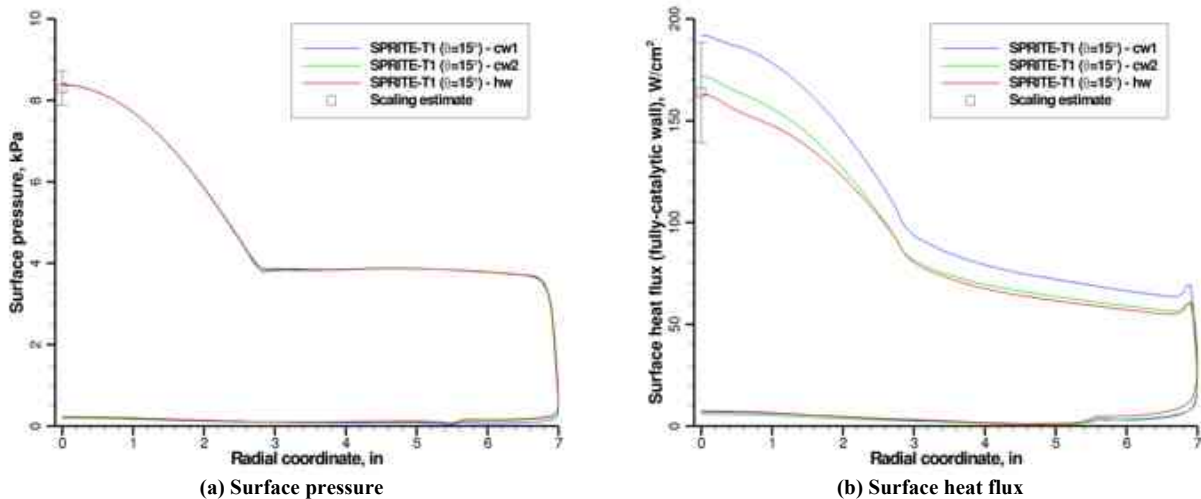 10
8
6
4
2
0
Surface pressure, kPa
SPRITE-T1 (θ=15°) - cw1
SPRITE-T1 (θ=15°) - cw2
SPRITE-T1 (θ=15°) - hw
Scaling estimate
0 1 2 3 4 5 6 7
Radial coordinate, in
(a) Surface pressure
200
150
100
50
0
Surface heat flux (fully-catalytic wall), W/cm²
SPRITE-T1 (θ=15°) - cw1
SPRITE-T1 (θ=15°) - cw2
SPRITE-T1 (θ=15°) - hw
Scaling estimate
0 1 2 3 4 5 6 7
Radial coordinate, in
(b) Surface heat flux